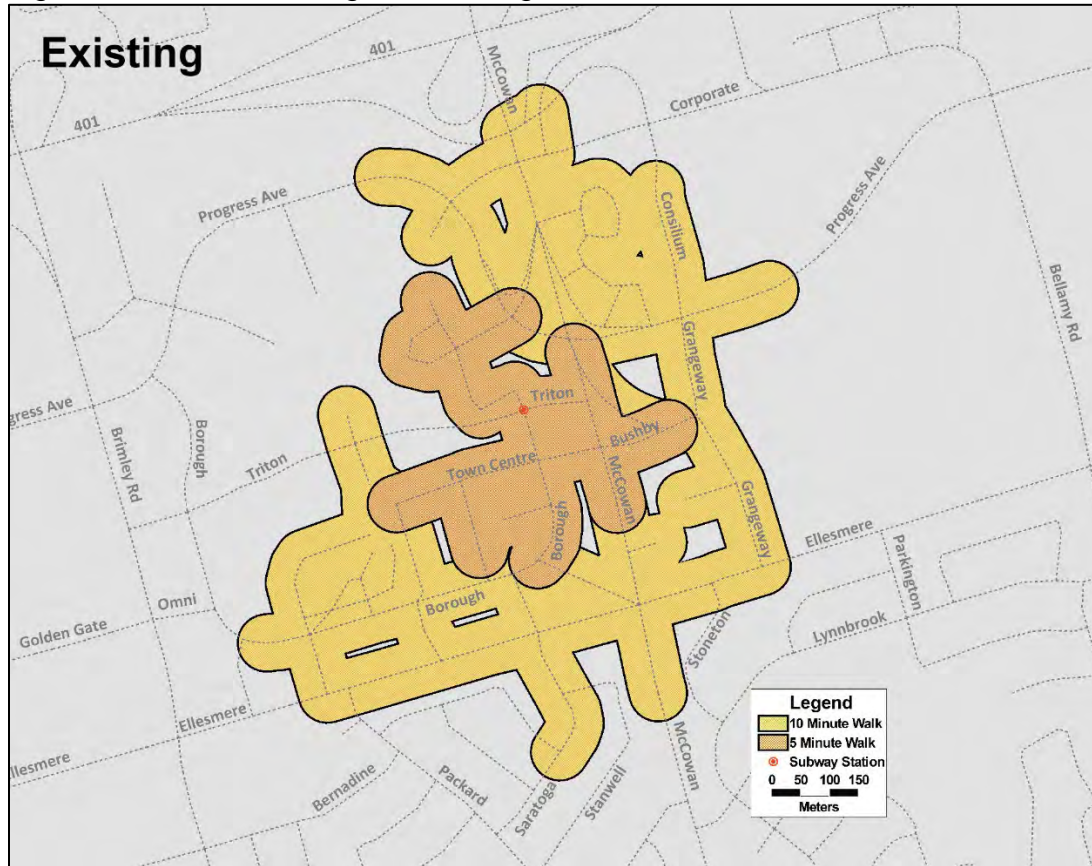 Existing
401
McCowan
Corporate
401
Progress Ave
Consilium
Progress Ave
Bellamy Rd
Grangeway
Triton
gress Ave
Borough
Bushby
Brimley Rd
Triton
Town Centre
McCowan
Grangeway
Borough
Ellesmere
Parkington
Omni
Borough
Golden Gate
Lynnbrook
Stoneton
Ellesmere
Legend
10 Minute Walk
5 Minute Walk
Subway Station
0 50 100 150
Meters
McCowan
llesmere
Packard
Bernadine
Saratoga
Stanwell